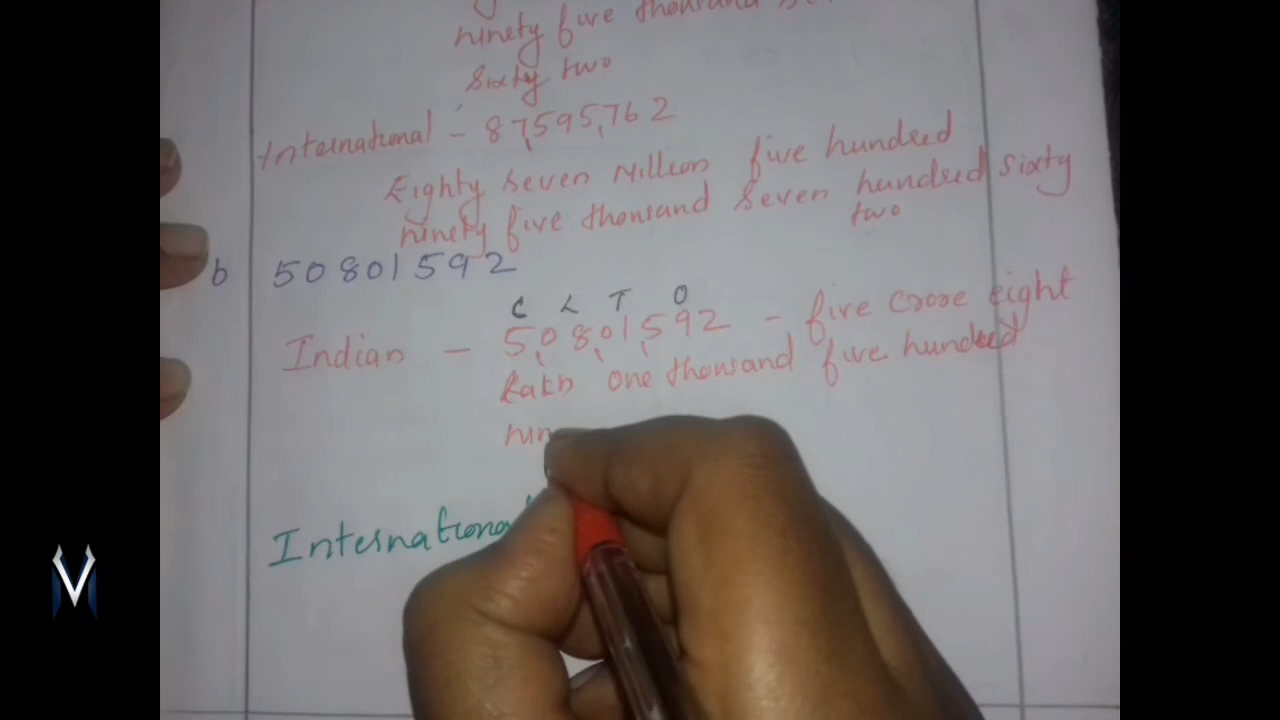 ninety five thousand
sixty two
International - 87,595,762
Eighty seven Million five hundred
ninety five thousand seven hundred sixty
two
b 50801592
C L T O
Indian - 5,08,01,592 - five crore eight
lakh one thousand five hundred
nin
International